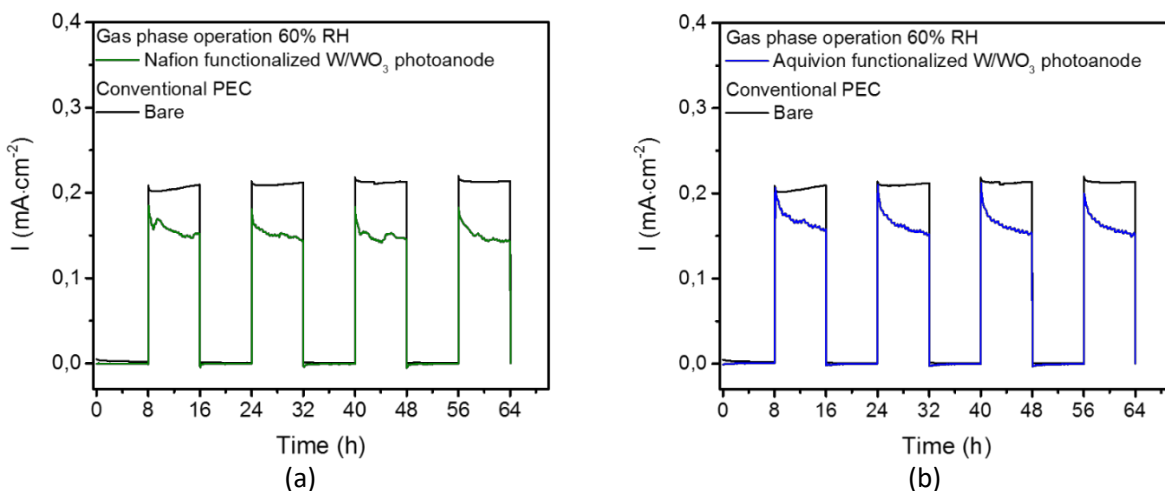 Gas phase operation 60% RH
Nafion functionalized W/WO₃ photoanode
Conventional PEC
Bare
0,4
0,3
0,2
0,1
0,0
I (mA·cm⁻²)
0 8 16 24 32 40 48 56 64
Time (h)
(a)
Gas phase operation 60% RH
Aquivion functionalized W/WO₃ photoanode
Conventional PEC
Bare
0,4
0,3
0,2
0,1
0,0
I (mA·cm⁻²)
0 8 16 24 32 40 48 56 64
Time (h)
(b)